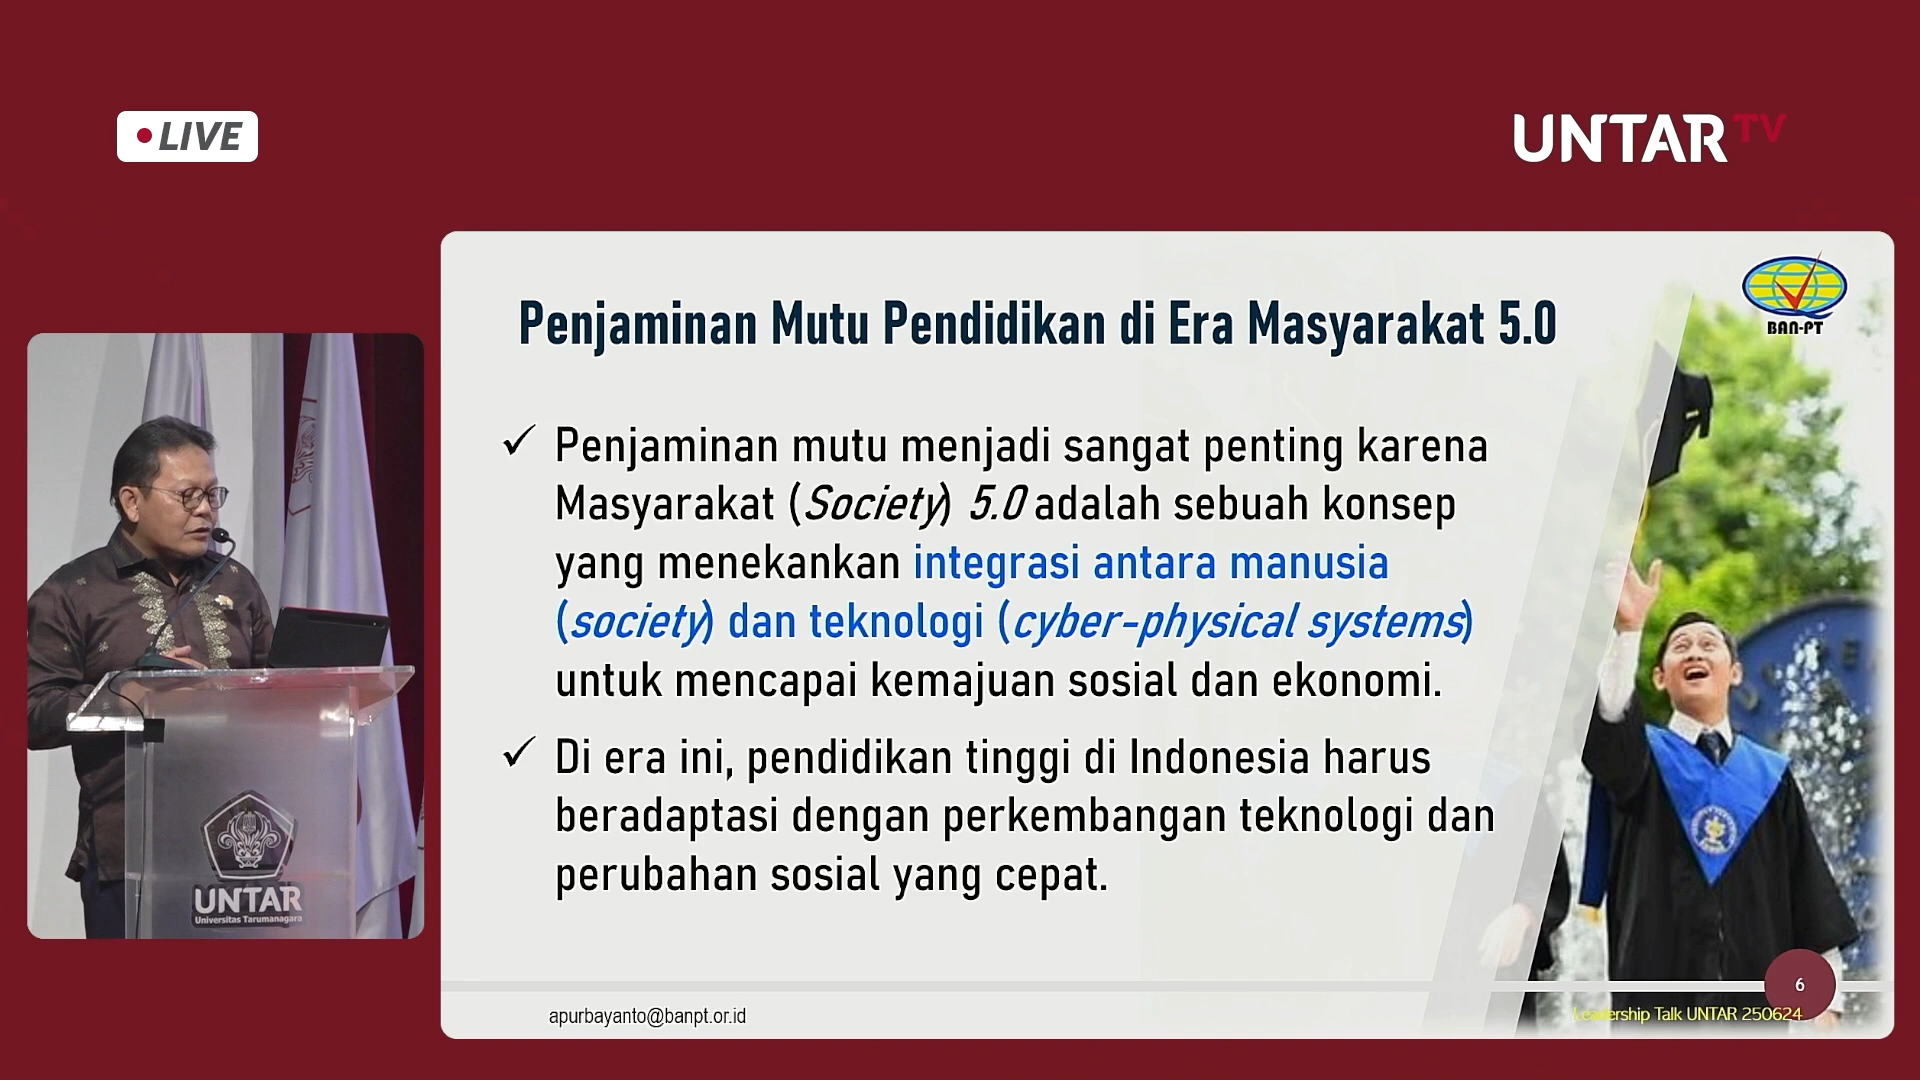 LIVE
UNTAR TV
BAN-PT
Penjaminan Mutu Pendidikan di Era Masyarakat 5.0
✓ Penjaminan mutu menjadi sangat penting karena
Masyarakat (Society) 5.0 adalah sebuah konsep
yang menekankan integrasi antara manusia
(society) dan teknologi (cyber-physical systems)
untuk mencapai kemajuan sosial dan ekonomi.
✓ Di era ini, pendidikan tinggi di Indonesia harus
beradaptasi dengan perkembangan teknologi dan
perubahan sosial yang cepat.
UNTAR
Universitas Tarumanagara
6
apurbayanto@banpt.or.id
Leadership Talk UNTAR 250624